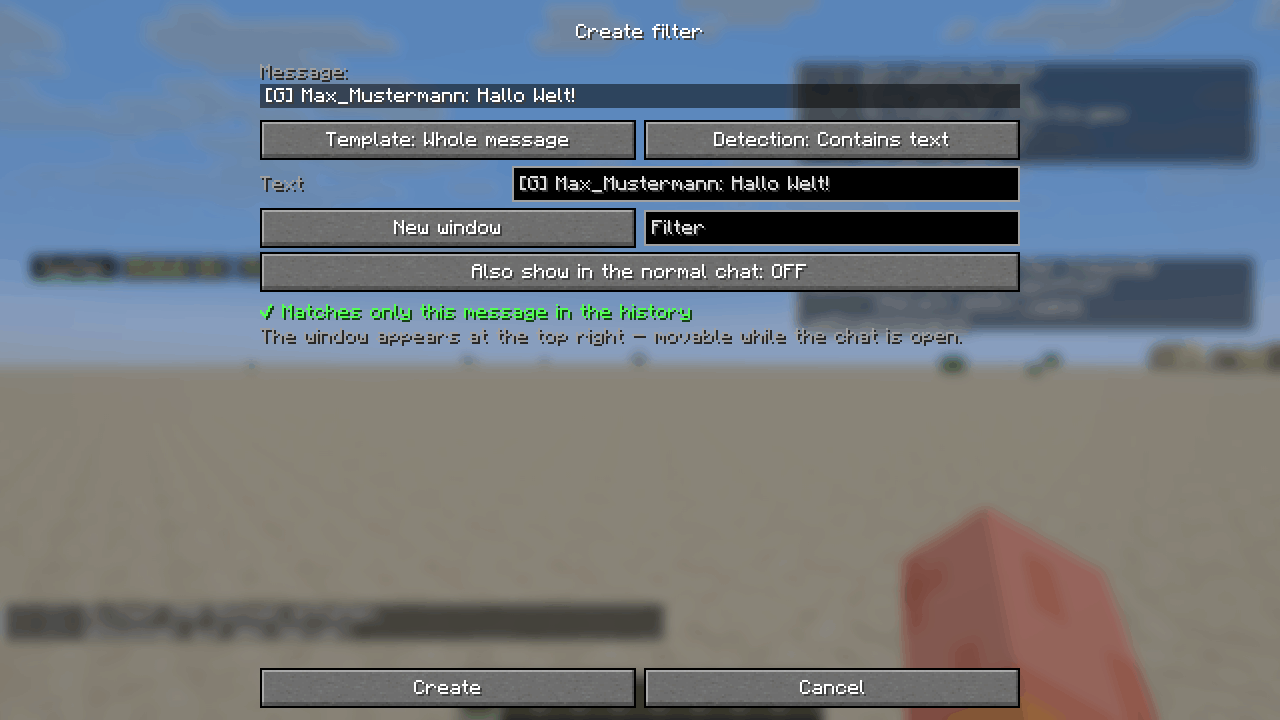 Create filter
Message:
[G] Max_Mustermann: Hallo Welt!
Template: Whole message
Detection: Contains text
Text
[G] Max_Mustermann: Hallo Welt!
New window
Filter
Also show in the normal chat: OFF
✓ Matches only this message in the history
The window appears at the top right – movable while the chat is open.
Create
Cancel